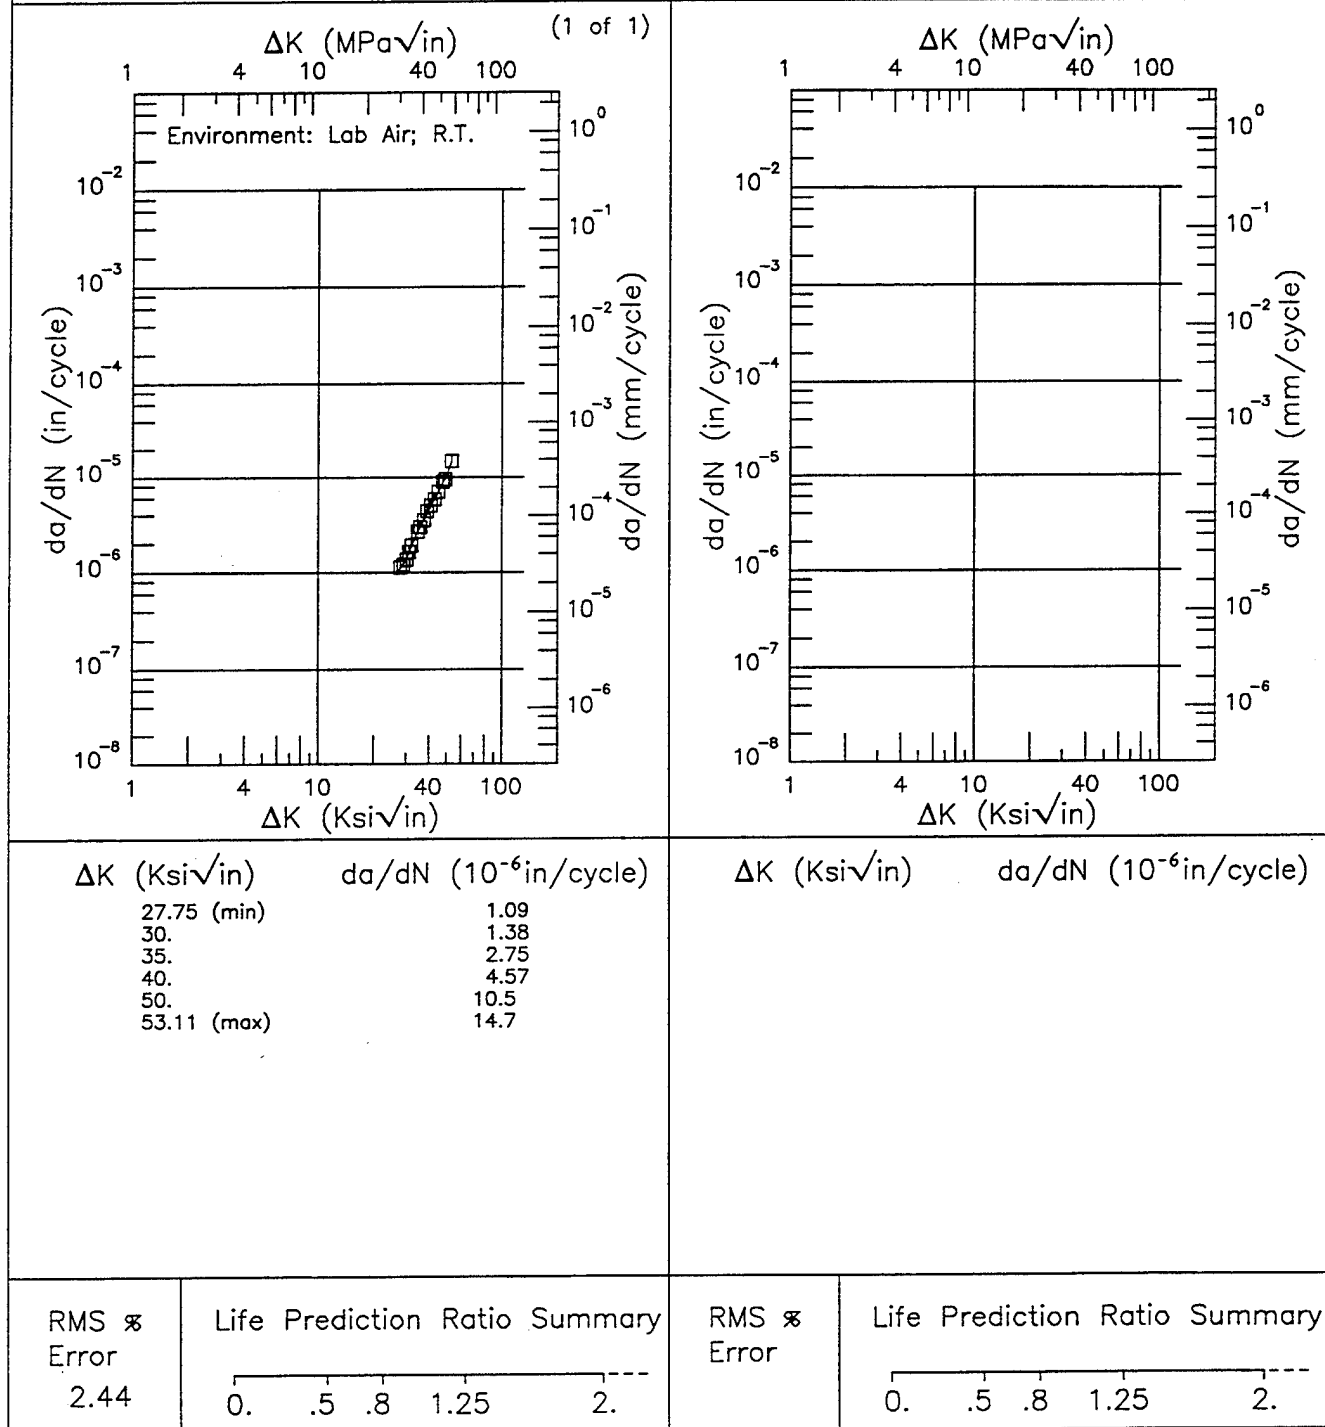 (1 of 1)
ΔK (MPa√in)
1 4 10 40 100
Environment: Lab Air; R.T.
da/dN (in/cycle)
10⁻²
10⁻³
10⁻⁴
10⁻⁵
10⁻⁶
10⁻⁷
10⁻⁸
10⁰
10⁻¹
10⁻²
10⁻³
10⁻⁴
10⁻⁵
10⁻⁶
da/dN (mm/cycle)
1 4 10 40 100
ΔK (Ksi√in)
ΔK (MPa√in)
1 4 10 40 100
da/dN (in/cycle)
10⁻²
10⁻³
10⁻⁴
10⁻⁵
10⁻⁶
10⁻⁷
10⁻⁸
10⁰
10⁻¹
10⁻²
10⁻³
10⁻⁴
10⁻⁵
10⁻⁶
da/dN (mm/cycle)
1 4 10 40 100
ΔK (Ksi√in)
ΔK (Ksi√in) da/dN (10⁻⁶in/cycle)
27.75 (min) 1.09
30. 1.38
35. 2.75
40. 4.57
50. 10.5
53.11 (max) 14.7
ΔK (Ksi√in) da/dN (10⁻⁶in/cycle)
RMS %
Error
2.44
Life Prediction Ratio Summary
0. .5 .8 1.25 2.
RMS %
Error
Life Prediction Ratio Summary
0. .5 .8 1.25 2.